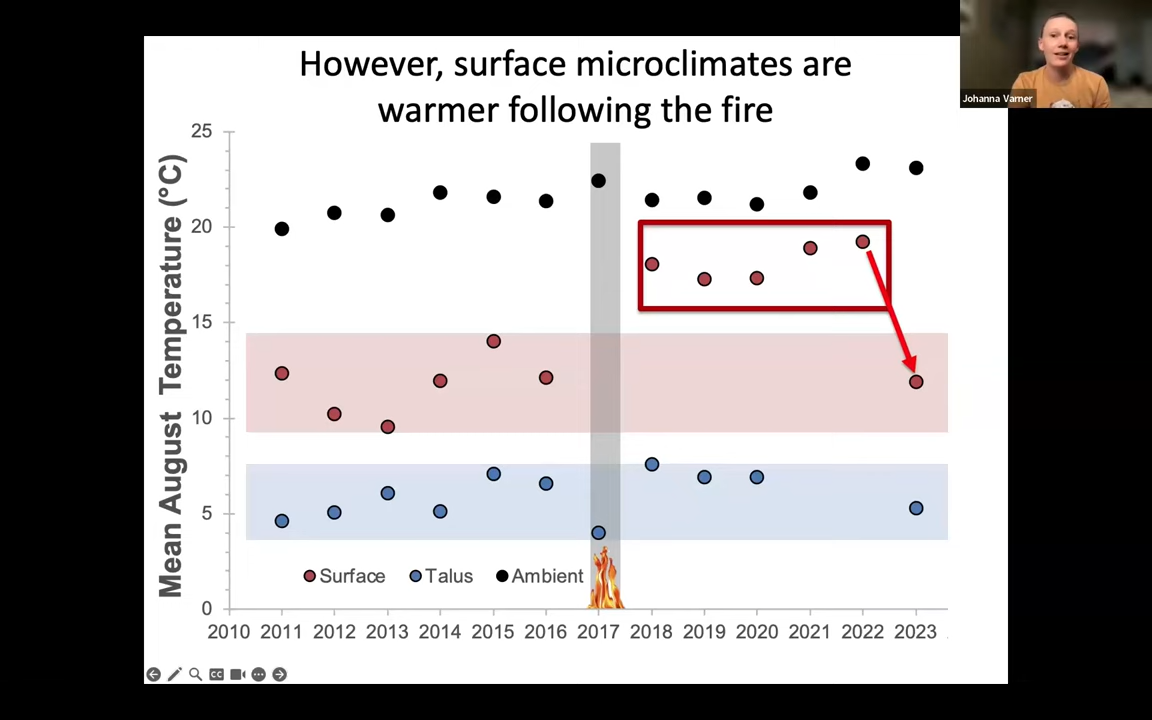 However, surface microclimates are
warmer following the fire
Johanna Varner
Mean August Temperature (°C)
25
20
15
10
5
0
Surface Talus Ambient
2010 2011 2012 2013 2014 2015 2016 2017 2018 2019 2020 2021 2022 2023
CC